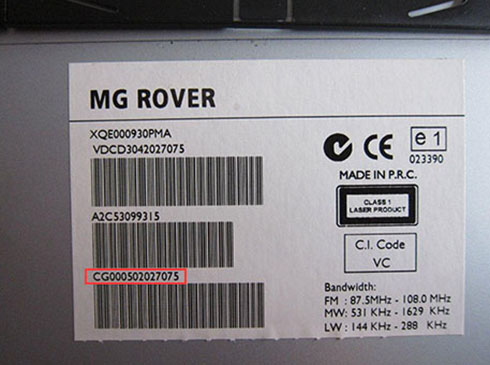 MG ROVER
XQE000930PMA
VDCD3042027075
A2C53099315
CG000502027075
CE
e 1
023390
MADE IN P.R.C.
CLASS 1
LASER PRODUCT
C.I. Code
VC
Bandwidth:
FM : 87.5MHz - 108.0 MHz
MW: 531 KHz - 1629 KHz
LW : 144 KHz - 288 KHz